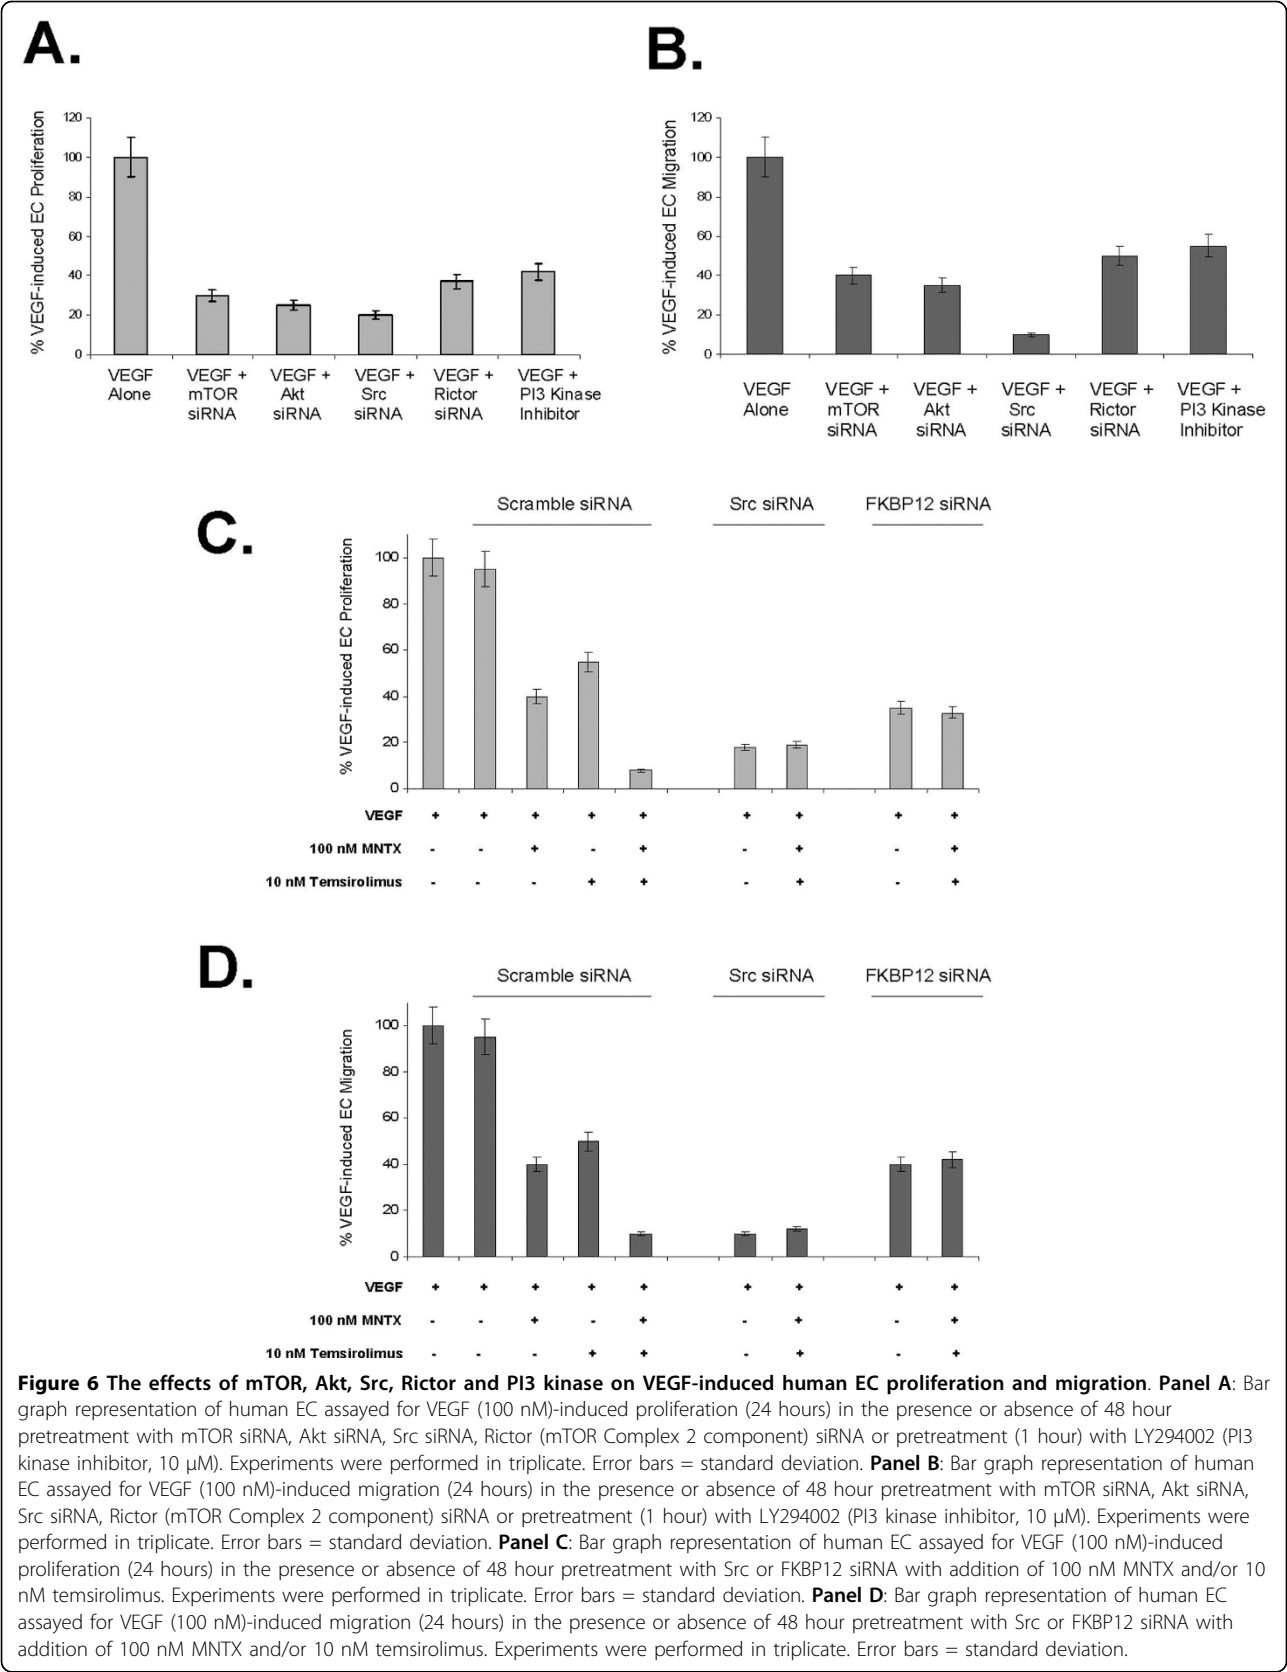 A.
B.
% VEGF-induced EC Proliferation
120
100
80
60
40
20
0
VEGF Alone
VEGF + mTOR siRNA
VEGF + Akt siRNA
VEGF + Src siRNA
VEGF + Rictor siRNA
VEGF + PI3 Kinase Inhibitor
% VEGF-induced EC Migration
120
100
80
60
40
20
0
VEGF Alone
VEGF + mTOR siRNA
VEGF + Akt siRNA
VEGF + Src siRNA
VEGF + Rictor siRNA
VEGF + PI3 Kinase Inhibitor
C.
Scramble siRNA Src siRNA FKBP12 siRNA
% VEGF-induced EC Proliferation
100
80
60
40
20
0
VEGF + + + + + + + + +
100 nM MNTX - - + - + - + - +
10 nM Temsirolimus - - - + + - + - +
D.
Scramble siRNA Src siRNA FKBP12 siRNA
% VEGF-induced EC Migration
100
80
60
40
20
0
VEGF + + + + + + + + +
100 nM MNTX - - + - + - + - +
10 nM Temsirolimus - - - + + - + - +
Figure 6 The effects of mTOR, Akt, Src, Rictor and PI3 kinase on VEGF-induced human EC proliferation and migration. Panel A: Bar
graph representation of human EC assayed for VEGF (100 nM)-induced proliferation (24 hours) in the presence or absence of 48 hour
pretreatment with mTOR siRNA, Akt siRNA, Src siRNA, Rictor (mTOR Complex 2 component) siRNA or pretreatment (1 hour) with LY294002 (PI3
kinase inhibitor, 10 μM). Experiments were performed in triplicate. Error bars = standard deviation. Panel B: Bar graph representation of human
EC assayed for VEGF (100 nM)-induced migration (24 hours) in the presence or absence of 48 hour pretreatment with mTOR siRNA, Akt siRNA,
Src siRNA, Rictor (mTOR Complex 2 component) siRNA or pretreatment (1 hour) with LY294002 (PI3 kinase inhibitor, 10 μM). Experiments were
performed in triplicate. Error bars = standard deviation. Panel C: Bar graph representation of human EC assayed for VEGF (100 nM)-induced
proliferation (24 hours) in the presence or absence of 48 hour pretreatment with Src or FKBP12 siRNA with addition of 100 nM MNTX and/or 10
nM temsirolimus. Experiments were performed in triplicate. Error bars = standard deviation. Panel D: Bar graph representation of human EC
assayed for VEGF (100 nM)-induced migration (24 hours) in the presence or absence of 48 hour pretreatment with Src or FKBP12 siRNA with
addition of 100 nM MNTX and/or 10 nM temsirolimus. Experiments were performed in triplicate. Error bars = standard deviation.